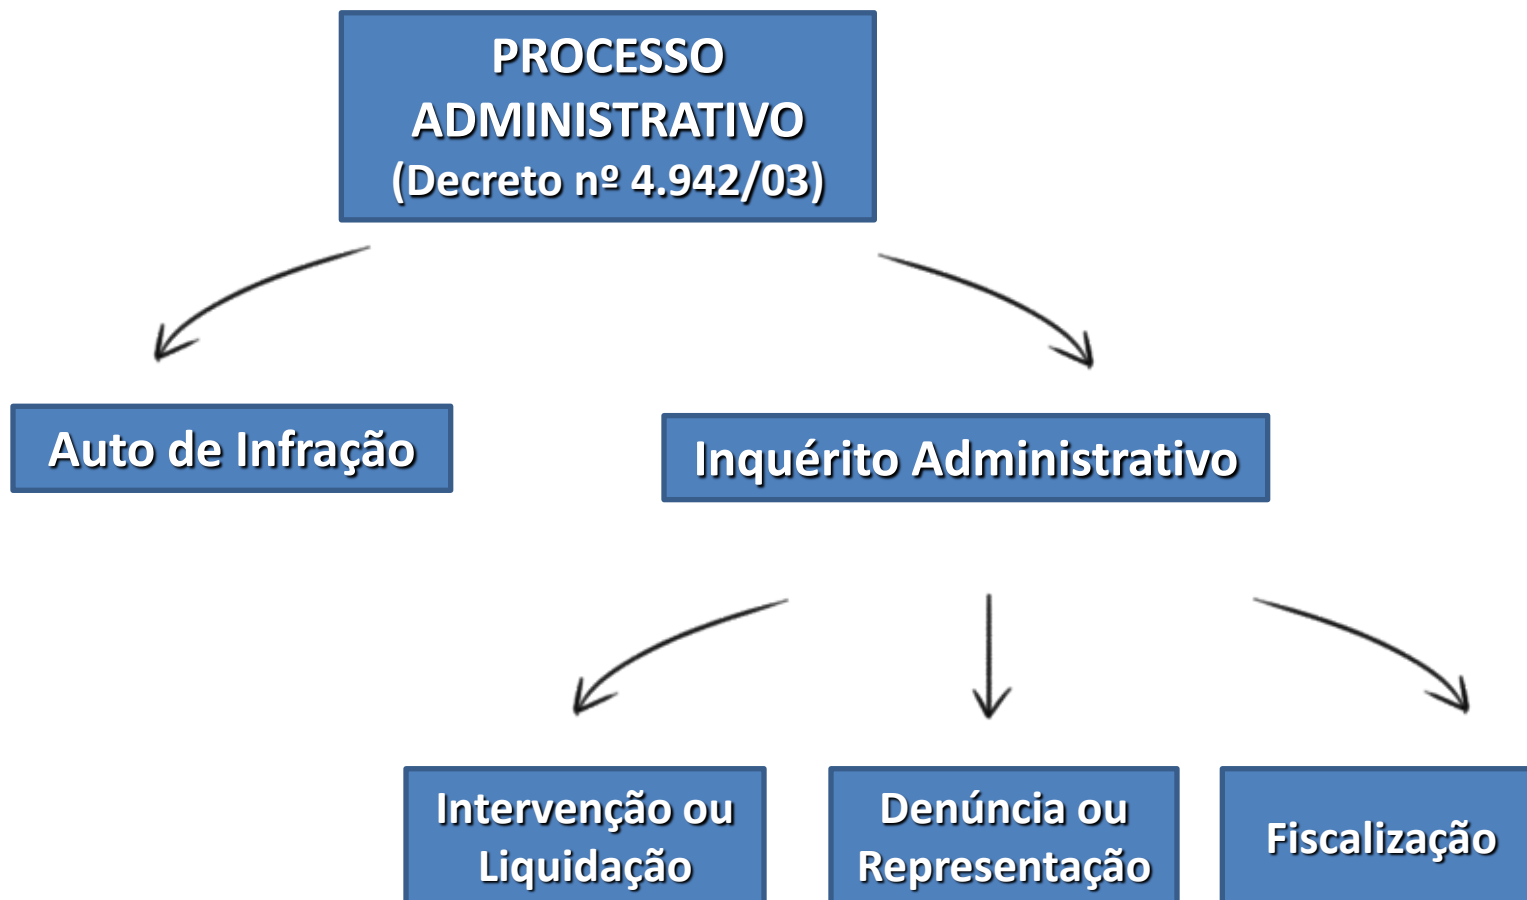 PROCESSO
ADMINISTRATIVO
(Decreto nº 4.942/03)
Auto de Infração
Inquérito Administrativo
Intervenção ou
Liquidação
Denúncia ou
Representação
Fiscalização